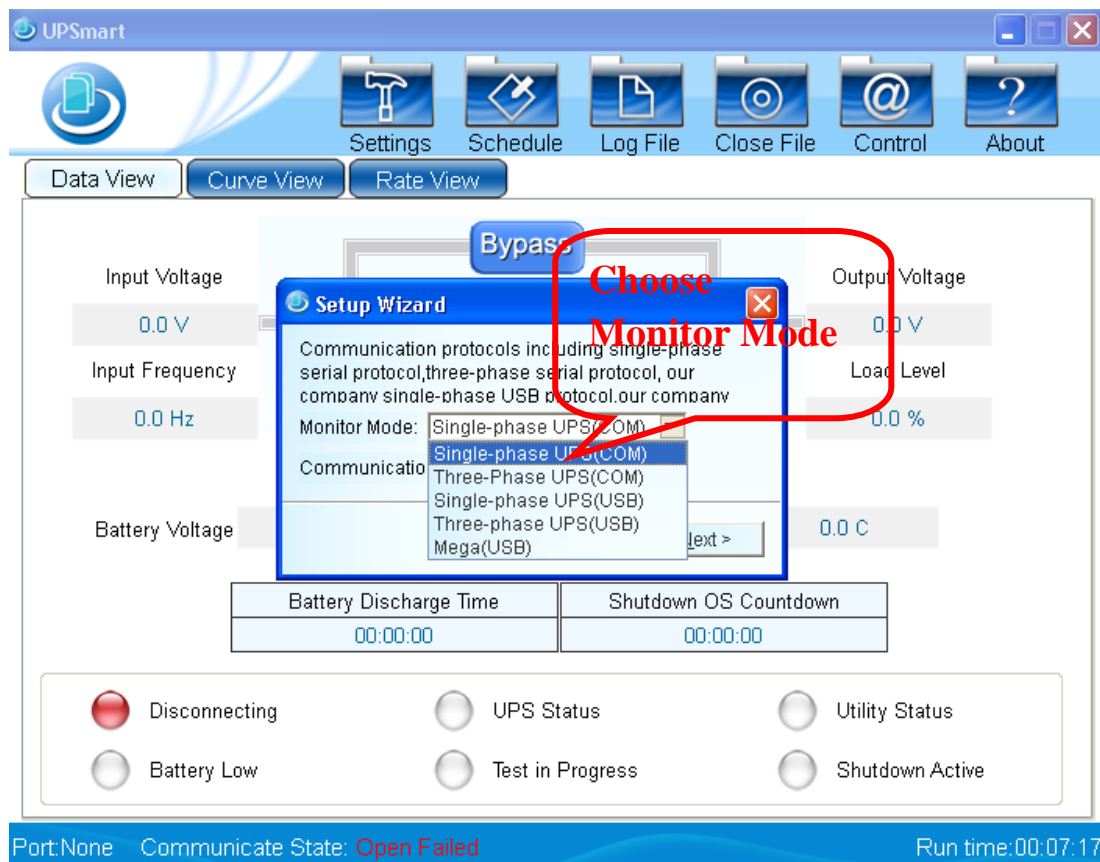 UPSmart
Settings Schedule Log File Close File Control About
Data View Curve View Rate View
Bypass
Input Voltage
0.0 V
Input Frequency
0.0 Hz
Battery Voltage
Output Voltage
0.0 V
Load Level
0.0 %
0.0 C
Choose
Monitor Mode
Setup Wizard
Communication protocols including single-phase
serial protocol,three-phase serial protocol, our
company single-phase USB protocol,our company
Monitor Mode: Single-phase UPS(COM)
Single-phase UPS(COM)
Three-Phase UPS(COM)
Single-phase UPS(USB)
Three-phase UPS(USB)
Mega(USB)
Communicatio
ext >
Battery Discharge Time Shutdown OS Countdown
00:00:00 00:00:00
Disconnecting UPS Status Utility Status
Battery Low Test in Progress Shutdown Active
Port:None Communicate State: Open Failed Run time:00:07:17